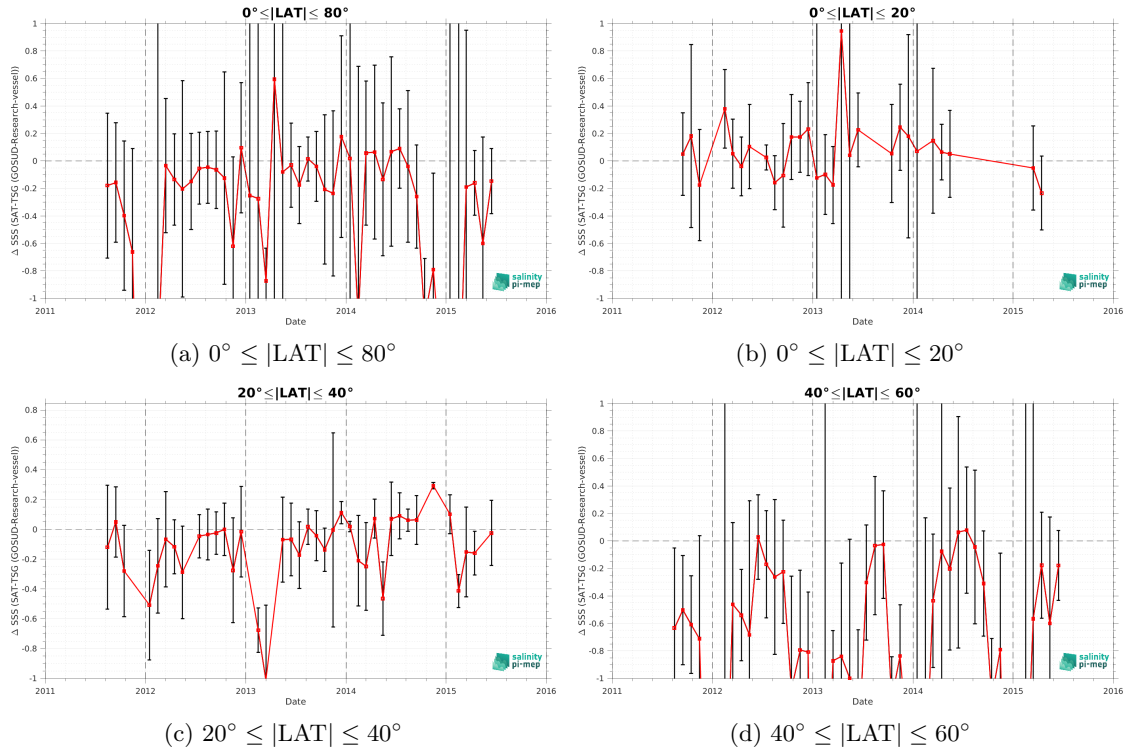 0°≤|LAT|≤ 80°
Δ SSS (SAT-TSG (GOSUD-Research-vessel))
1
0.8
0.6
0.4
0.2
0
-0.2
-0.4
-0.6
-0.8
-1
2011 2012 2013 2014 2015 2016
Date
salinity
pi-mep
(a) 0° ≤ |LAT| ≤ 80°
0°≤|LAT|≤ 20°
Δ SSS (SAT-TSG (GOSUD-Research-vessel))
1
0.8
0.6
0.4
0.2
0
-0.2
-0.4
-0.6
-0.8
-1
2011 2012 2013 2014 2015 2016
Date
salinity
pi-mep
(b) 0° ≤ |LAT| ≤ 20°
20°≤|LAT|≤ 40°
Δ SSS (SAT-TSG (GOSUD-Research-vessel))
0.8
0.6
0.4
0.2
0
-0.2
-0.4
-0.6
-0.8
-1
2011 2012 2013 2014 2015 2016
Date
salinity
pi-mep
(c) 20° ≤ |LAT| ≤ 40°
40°≤|LAT|≤ 60°
Δ SSS (SAT-TSG (GOSUD-Research-vessel))
1
0.8
0.6
0.4
0.2
0
-0.2
-0.4
-0.6
-0.8
-1
2011 2012 2013 2014 2015 2016
Date
salinity
pi-mep
(d) 40° ≤ |LAT| ≤ 60°